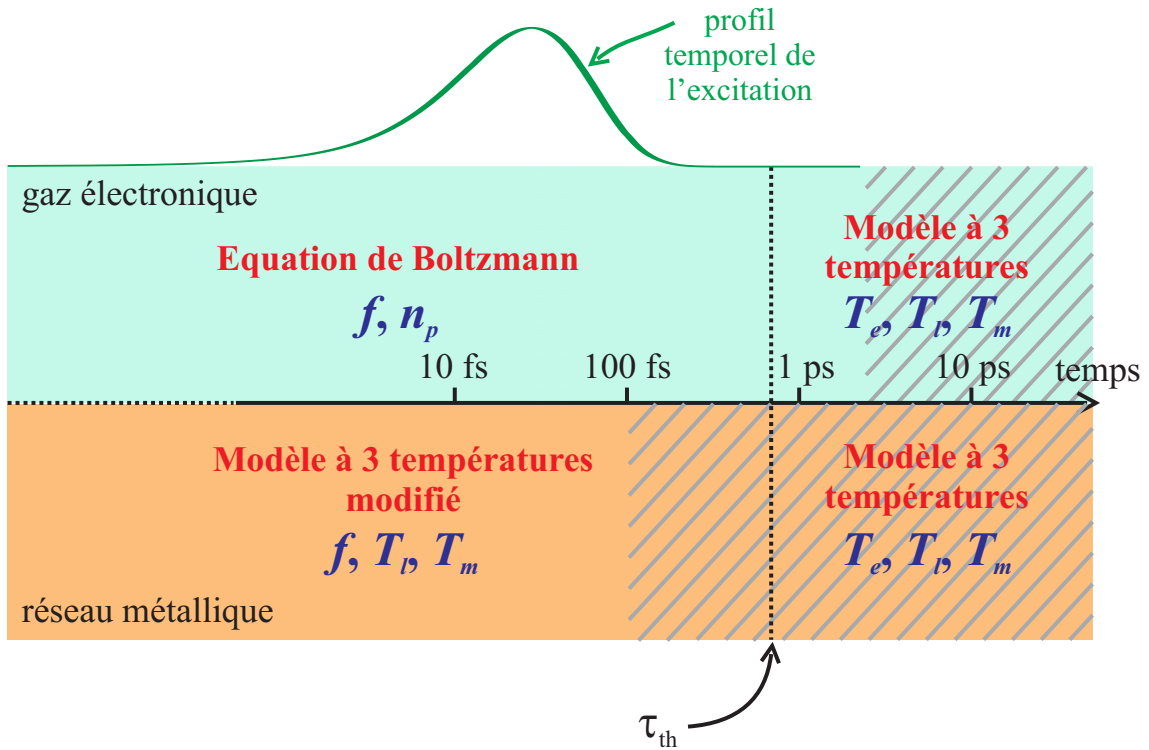 profil
temporel de
l'excitation
gaz électronique
Equation de Boltzmann
f, n_p
Modèle à 3
températures
T_e, T_l, T_m
10 fs
100 fs
1 ps
10 ps
temps
Modèle à 3 températures
modifié
f, T_l, T_m
Modèle à 3
températures
T_e, T_l, T_m
réseau métallique
τ_th